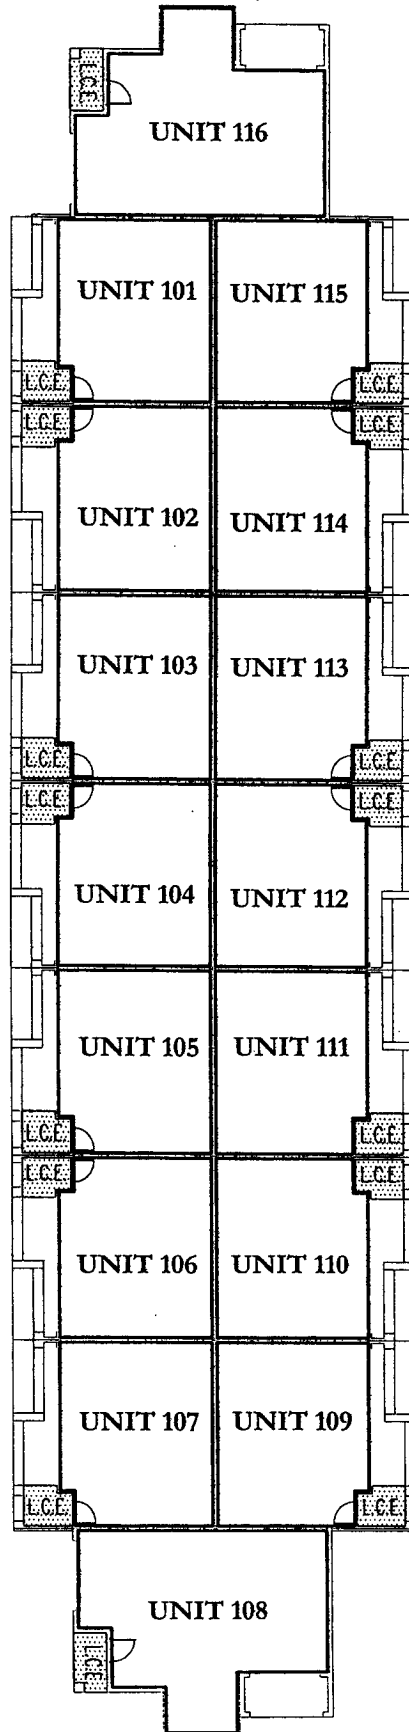 L.C.E.
UNIT 116
UNIT 101 UNIT 115
L.C.E. L.C.E.
L.C.E. L.C.E.
UNIT 102 UNIT 114
UNIT 103 UNIT 113
L.C.E. L.C.E.
L.C.E. L.C.E.
UNIT 104 UNIT 112
UNIT 105 UNIT 111
L.C.E. L.C.E.
L.C.E. L.C.E.
UNIT 106 UNIT 110
UNIT 107 UNIT 109
L.C.E. L.C.E.
UNIT 108
L.C.E.